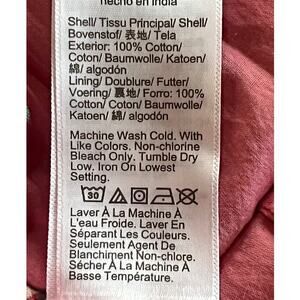 hecho en India
Shell/ Tissu Principal/ Shell/
Bovenstof/ 表地/ Tela
Exterior: 100% Cotton/
Coton/ Baumwolle/ Katoen/
綿/ algodón
Lining/ Doublure/ Futter/
Voering/ 裏地/ Forro: 100%
Cotton/ Coton/ Baumwolle/
Katoen/ 綿/ algodón
Machine Wash Cold. With
Like Colors. Non-chlorine
Bleach Only. Tumble Dry
Low. Iron On Lowest
Setting.
30
Laver À La Machine À
L'eau Froide. Laver En
Séparant Les Couleurs.
Seulement Agent De
Blanchiment Non-chlore.
Sécher À La Machine À
Basse Température.